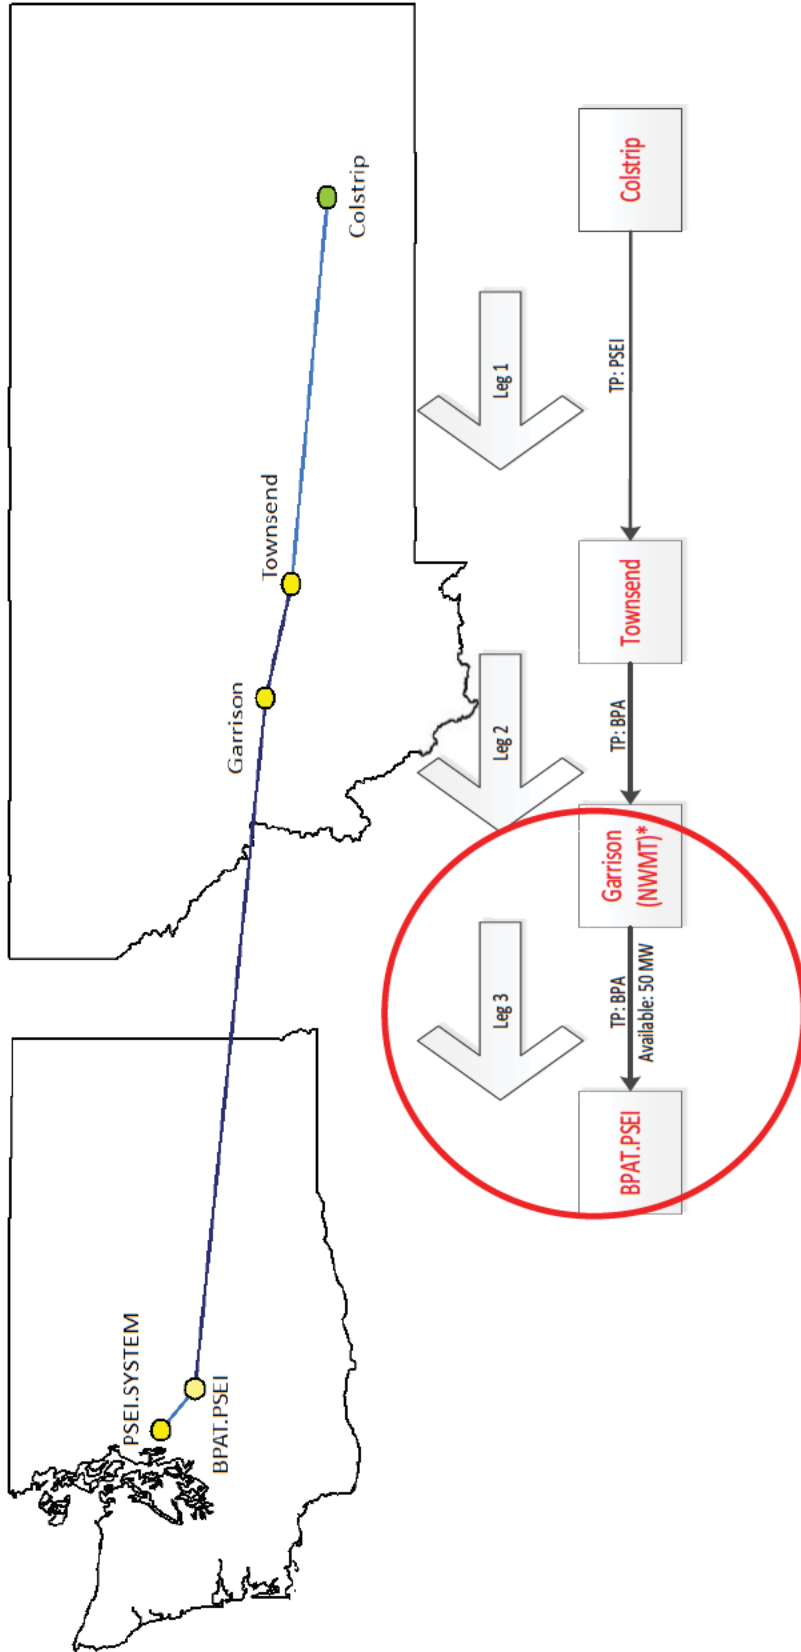 PSEI.SYSTEM
BPAT.PSEI
Garrison
Townsend
Colstrip
Leg 3
Leg 2
Leg 1
BPAT.PSEI
TP: BPA
Available: 50 MW
Garrison
(NWMT)*
TP: BPA
Townsend
TP: PSEI
Colstrip